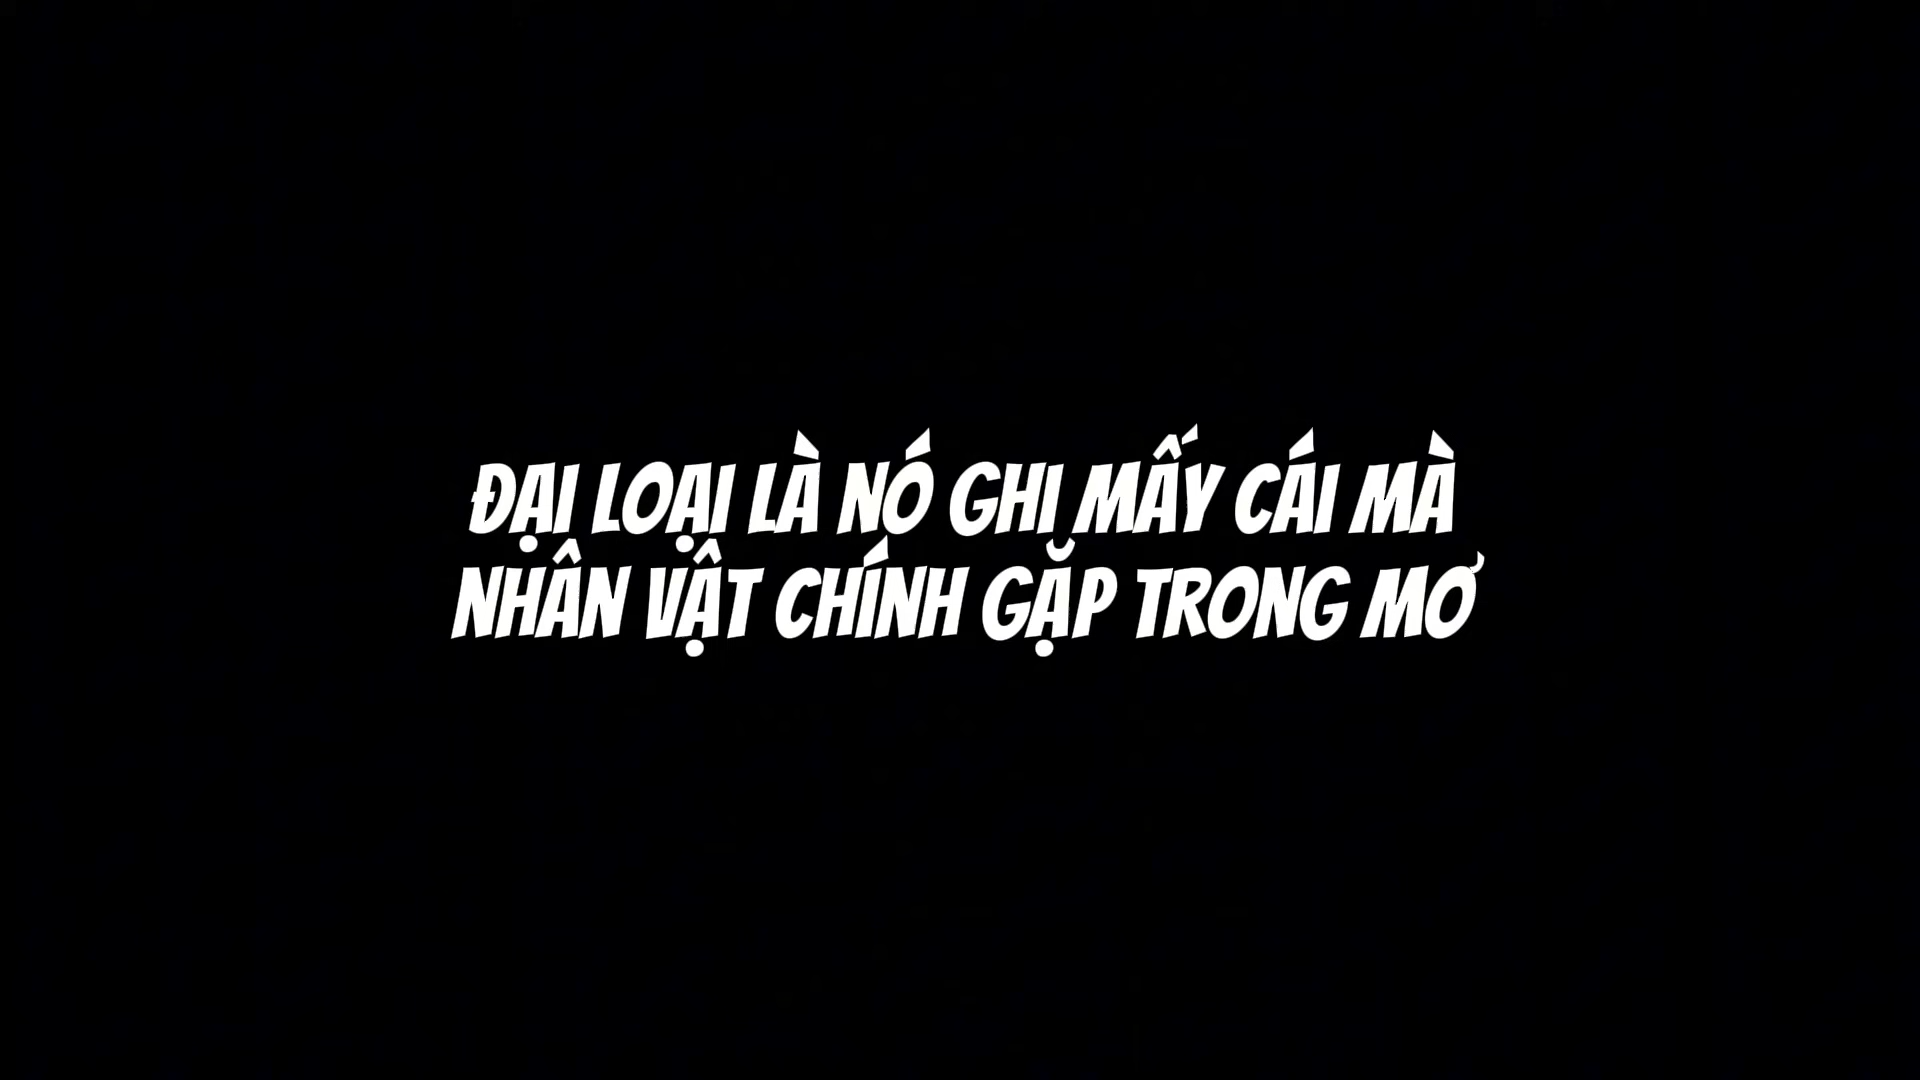 ĐẠI LOẠI LÀ NÓ GHI MẤY CÁI MÀ
NHÂN VẬT CHÍNH GẶP TRONG MƠ